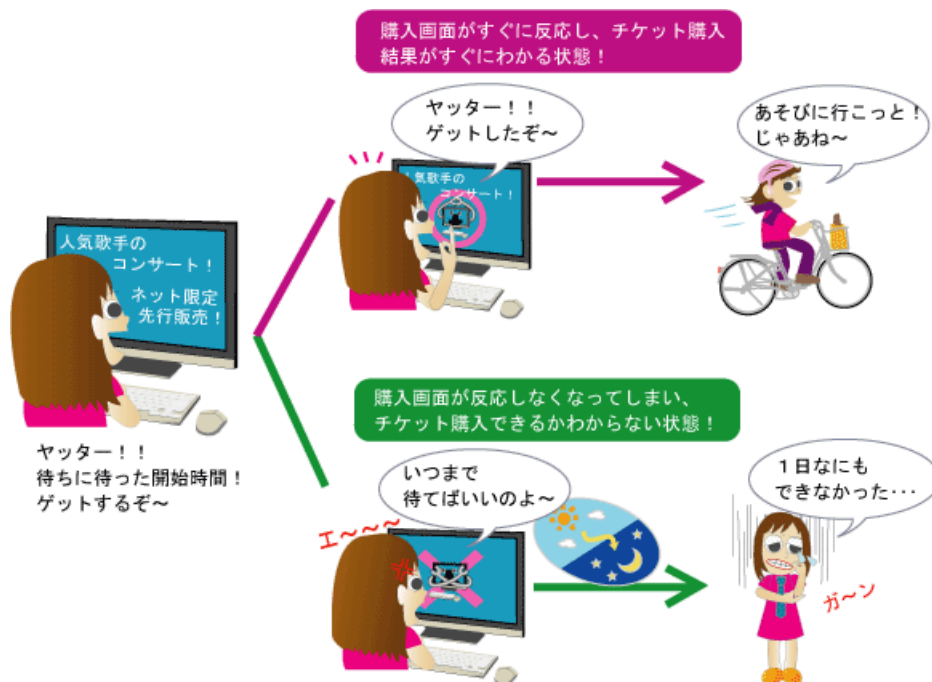 購入画面がすぐに反応し、チケット購入
結果がすぐにわかる状態！
ヤッター！！
ゲットしたぞ～
あそびに行こっと！
じゃあね～
人気歌手の
コンサート！
人気歌手の
コンサート！
ネット限定
先行販売！
ヤッター！！
待ちに待った開始時間！
ゲットするぞ～
購入画面が反応しなくなってしまい、
チケット購入できるかわからない状態！
いつまで
待てばいいのよ～
エ～～～
１日なにも
できなかった･･･
ガ～ン